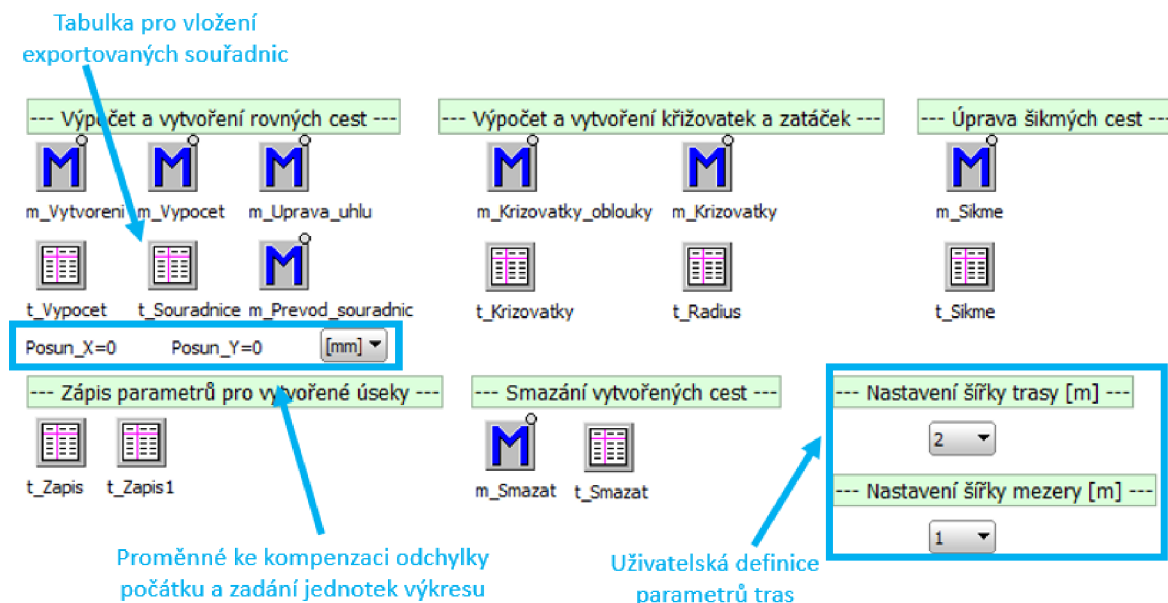 Tabulka pro vložení
exportovaných souřadnic
--- Výpočet a vytvoření rovných cest ---
--- Výpočet a vytvoření křižovatek a zatáček ---
--- Úprava šikmých cest ---
m_Vytvoreni m_Vypocet m_Uprava_uhlu
m_Krizovatky_oblouky m_Krizovatky
m_Sikme
t_Vypocet t_Souradnice m_Prevod_souradnic
t_Krizovatky t_Radius
t_Sikme
Posun_X=0 Posun_Y=0 [mm]
--- Zápis parametrů pro vytvořené úseky ---
--- Smazání vytvořených cest ---
--- Nastavení šířky trasy [m] ---
2
t_Zapis t_Zapis1
m_Smazat t_Smazat
--- Nastavení šířky mezery [m] ---
1
Proměnné ke kompenzaci odchylky
počátku a zadání jednotek výkresu
Uživatelská definice
parametrů tras